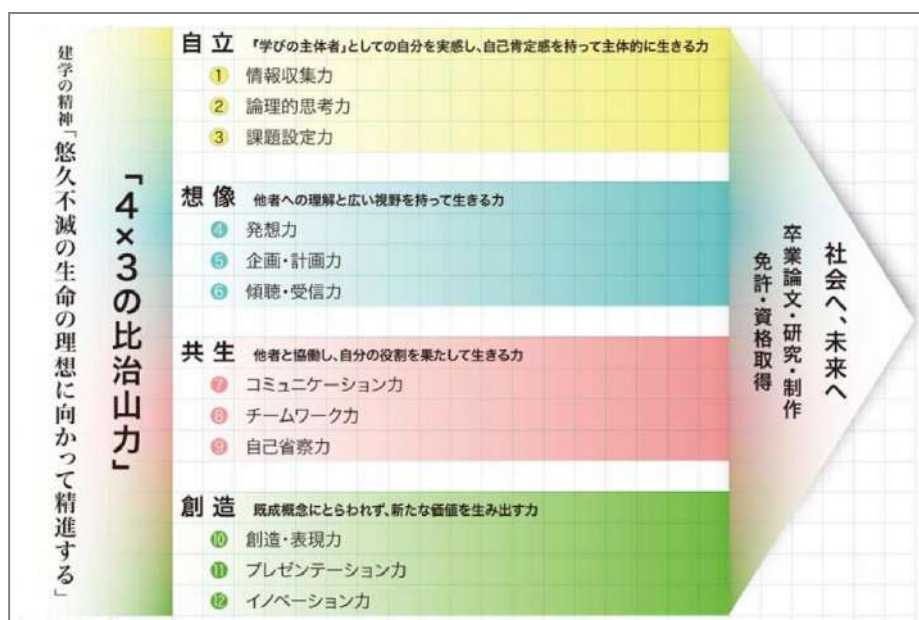 建学の精神「悠久不滅の生命の理想に向かって精進する」
「4×3の比治山力」
自立 「学びの主体者」としての自分を実感し、自己肯定感を持って主体的に生きる力
① 情報収集力
② 論理的思考力
③ 課題設定力
想像 他者への理解と広い視野を持って生きる力
④ 発想力
⑤ 企画・計画力
⑥ 傾聴・受信力
共生 他者と協働し、自分の役割を果たして生きる力
⑦ コミュニケーション力
⑧ チームワーク力
⑨ 自己省察力
創造 既成概念にとらわれず、新たな価値を生み出す力
⑩ 創造・表現力
⑪ プレゼンテーション力
⑫ イノベーション力
社会へ、未来へ
卒業論文・研究・制作
免許・資格取得